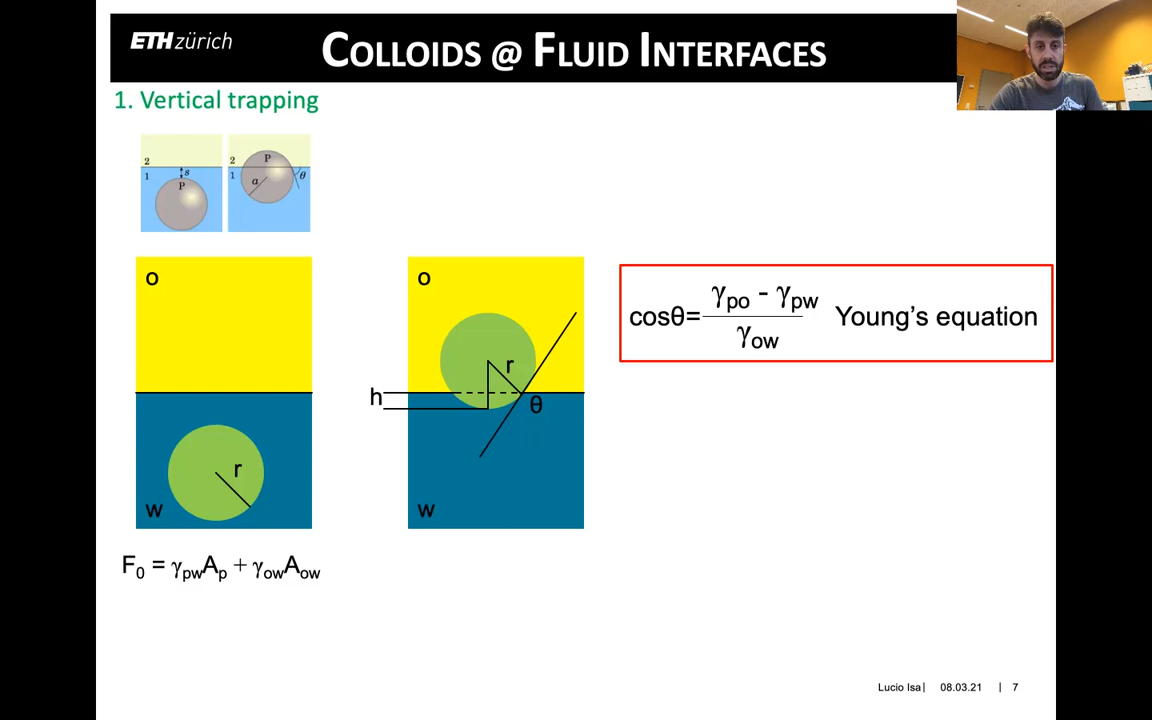 ETH zürich
COLLOIDS @ FLUID INTERFACES
1. Vertical trapping
2
1
s
P
2
1
P
a
θ
o
r
w
o
r
h
θ
w
cosθ= γpo - γpw / γow Young's equation
F0 = γpwAp + γowAow
Lucio Isa| 08.03.21 | 7